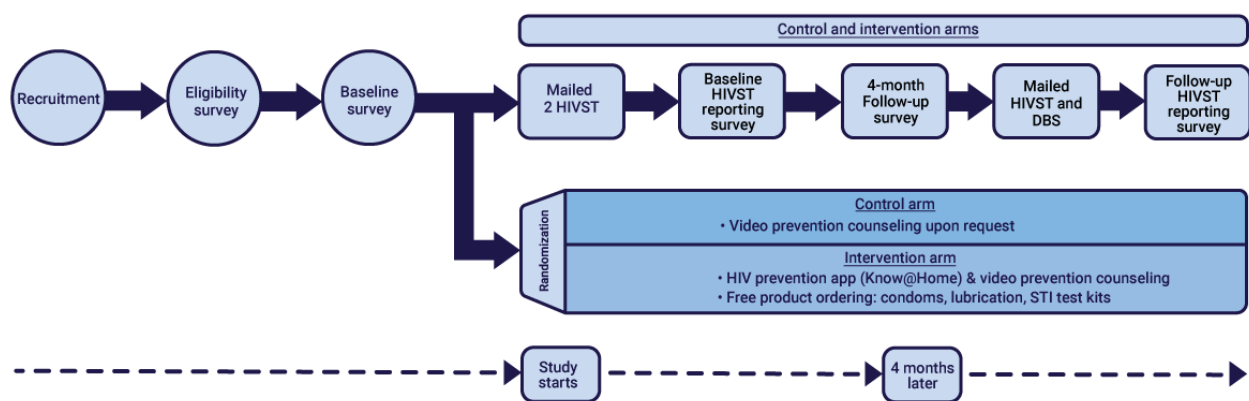 Control and intervention arms
Recruitment
Eligibility
survey
Baseline
survey
Mailed
2 HIVST
Baseline
HIVST
reporting
survey
4-month
Follow-up
survey
Mailed
HIVST and
DBS
Follow-up
HIVST
reporting
survey
Randomization
Control arm
• Video prevention counseling upon request
Intervention arm
• HIV prevention app (Know@Home) & video prevention counseling
• Free product ordering: condoms, lubrication, STI test kits
Study
starts
4 months
later